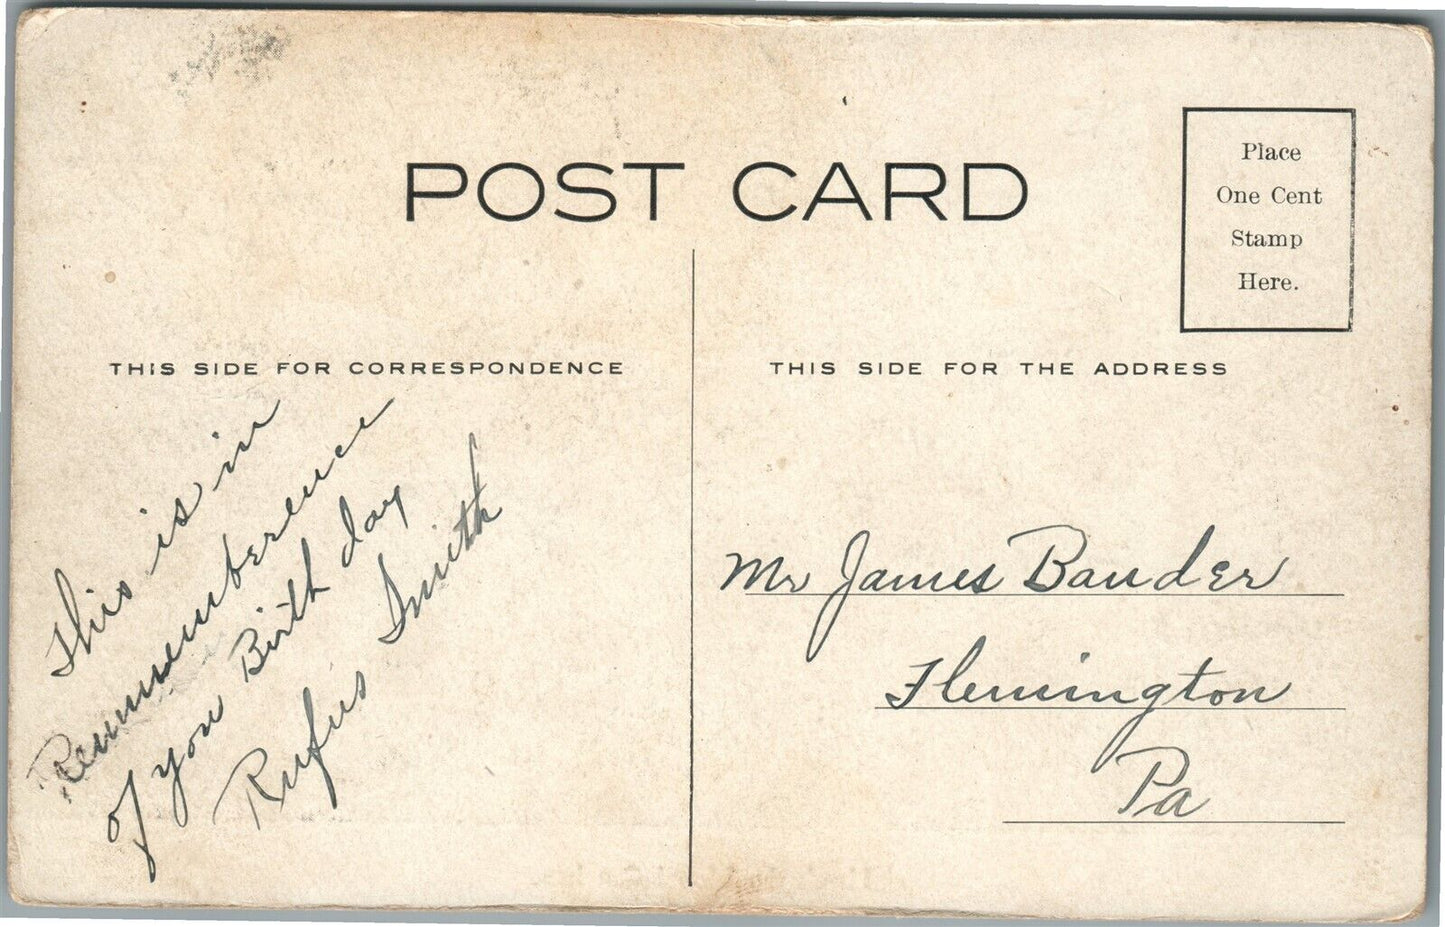 POST CARD
Place
One Cent
Stamp
Here.
THIS SIDE FOR CORRESPONDENCE
This is in
Remmemberence
of you Birth day
Rufus Smith
THIS SIDE FOR THE ADDRESS
Mr James Bauder
Flemington
Pa